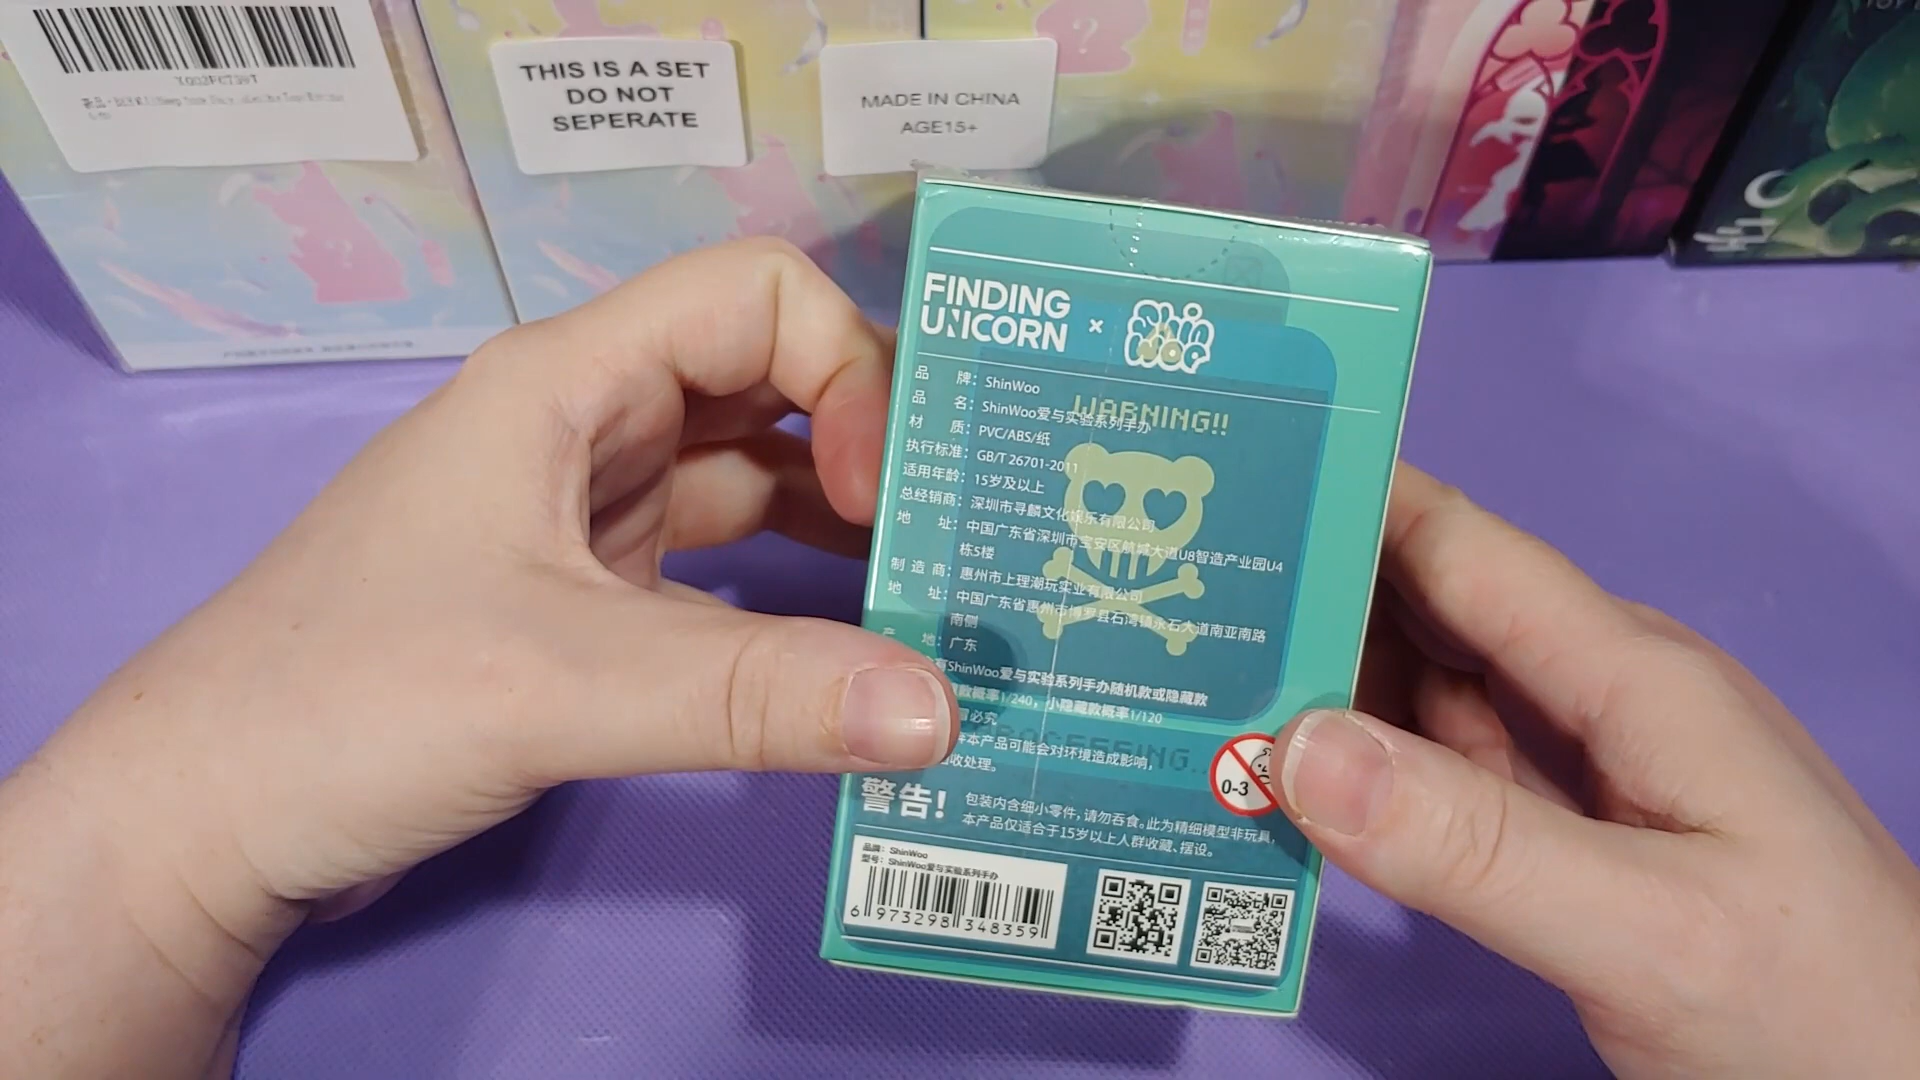 THIS IS A SET
DO NOT
SEPERATE
MADE IN CHINA
AGE15+
FINDING
UNICORN
×
Shin
Woo
品 牌：ShinWoo
品 名：ShinWoo爱与实验系列手办
WARNING!!
材 质：PVC/ABS/纸
执行标准：GB/T 26701-2011
适用年龄：15岁及以上
总经销商：深圳市寻麟文化娱乐有限公司
地 址：中国广东省深圳市宝安区航城大道U8智造产业园U4
栋5楼
制 造 商：惠州市上理潮玩实业有限公司
地 址：中国广东省惠州市博罗县石湾镇永石大道南亚南路
南侧
产 地：广东
有ShinWoo爱与实验系列手办随机款或隐藏款
款概率1/240，小隐藏款概率1/120
必究
本产品可能会对环境造成影响，
收处理。
0-3
警告！
包装内含细小零件，请勿吞食。此为精细模型非玩具，
本产品仅适合于15岁以上人群收藏、摆设。
品牌：ShinWoo
型号：ShinWoo爱与实验系列手办
6 973298 348359